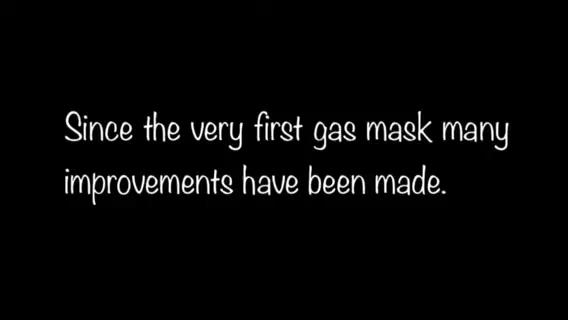 Since the very first gas mask many
improvements have been made.